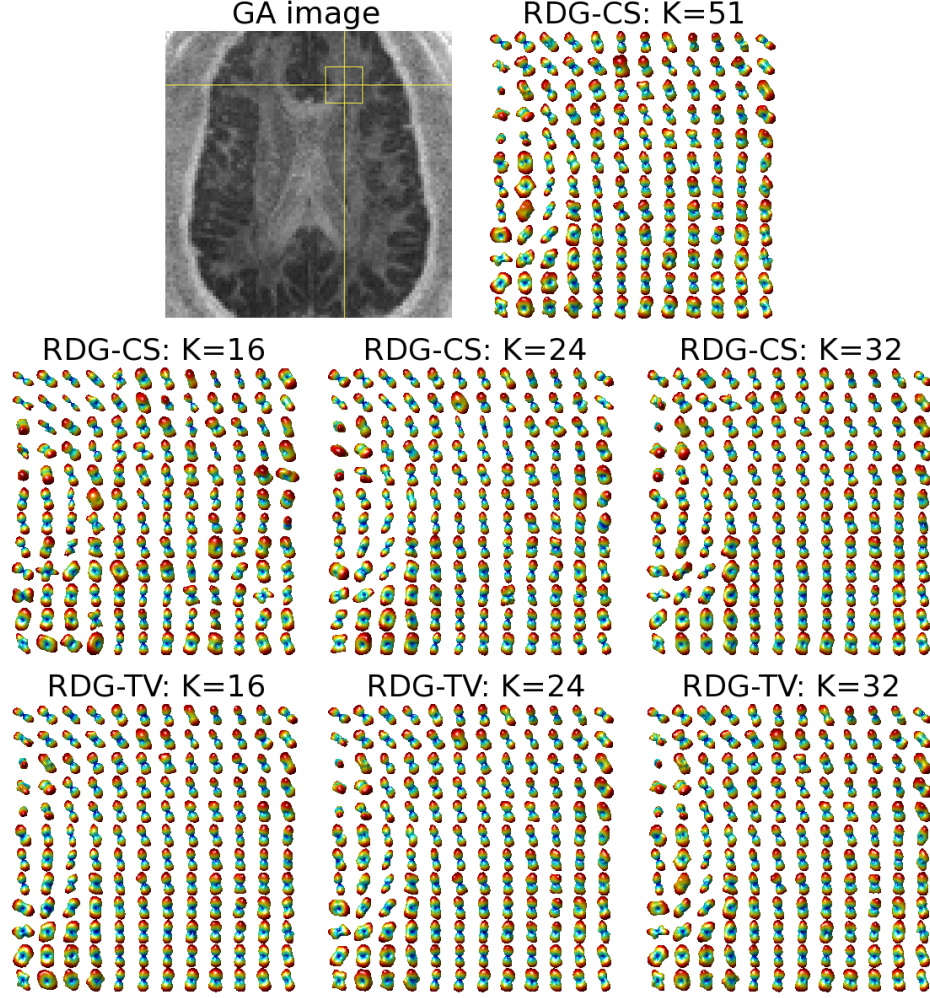 GA image
RDG-CS: K=51
RDG-CS: K=16
RDG-CS: K=24
RDG-CS: K=32
RDG-TV: K=16
RDG-TV: K=24
RDG-TV: K=32